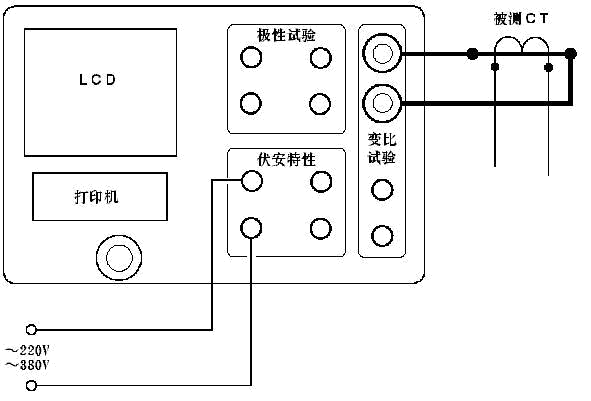 极性试验
被测CT
LCD
变比
试验
伏安特性
打印机
～220V
～380V